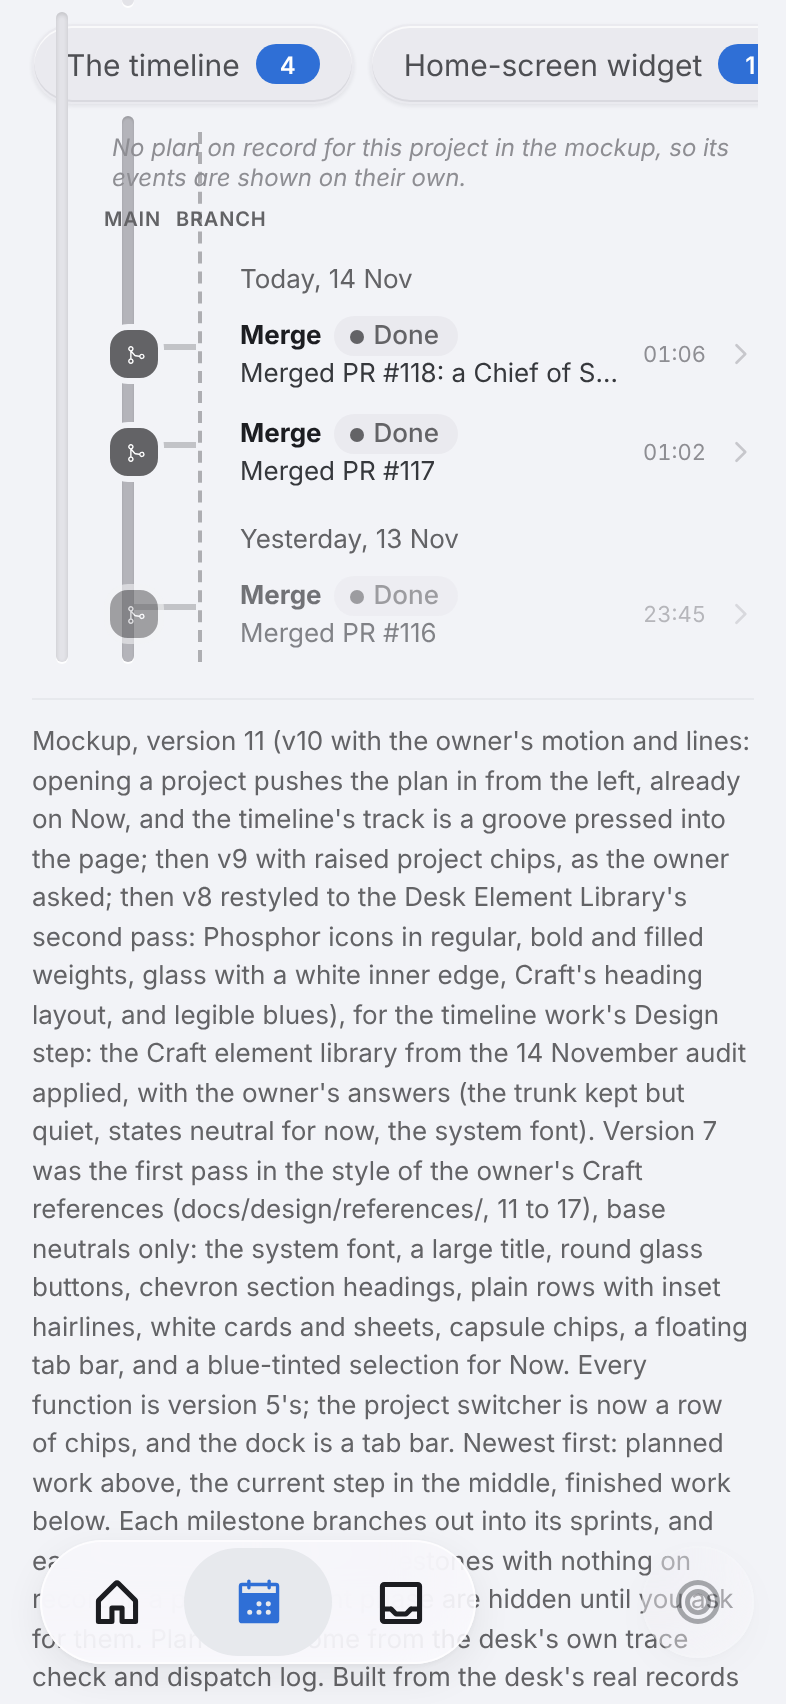 The timeline 4 Home-screen widget 1
No plan on record for this project in the mockup, so its
events are shown on their own.
MAIN BRANCH
Today, 14 Nov
Merge Done
Merged PR #118: a Chief of S... 01:06
Merge Done
Merged PR #117 01:02
Yesterday, 13 Nov
Merge Done
Merged PR #116 23:45
Mockup, version 11 (v10 with the owner's motion and lines:
opening a project pushes the plan in from the left, already
on Now, and the timeline's track is a groove pressed into
the page; then v9 with raised project chips, as the owner
asked; then v8 restyled to the Desk Element Library's
second pass: Phosphor icons in regular, bold and filled
weights, glass with a white inner edge, Craft's heading
layout, and legible blues), for the timeline work's Design
step: the Craft element library from the 14 November audit
applied, with the owner's answers (the trunk kept but
quiet, states neutral for now, the system font). Version 7
was the first pass in the style of the owner's Craft
references (docs/design/references/, 11 to 17), base
neutrals only: the system font, a large title, round glass
buttons, chevron section headings, plain rows with inset
hairlines, white cards and sheets, capsule chips, a floating
tab bar, and a blue-tinted selection for Now. Every
function is version 5's; the project switcher is now a row
of chips, and the dock is a tab bar. Newest first: planned
work above, the current step in the middle, finished work
below. Each milestone branches out into its sprints, and
with nothing on
are hidden until you ask
for them. from the desk's own trace
check and dispatch log. Built from the desk's real records